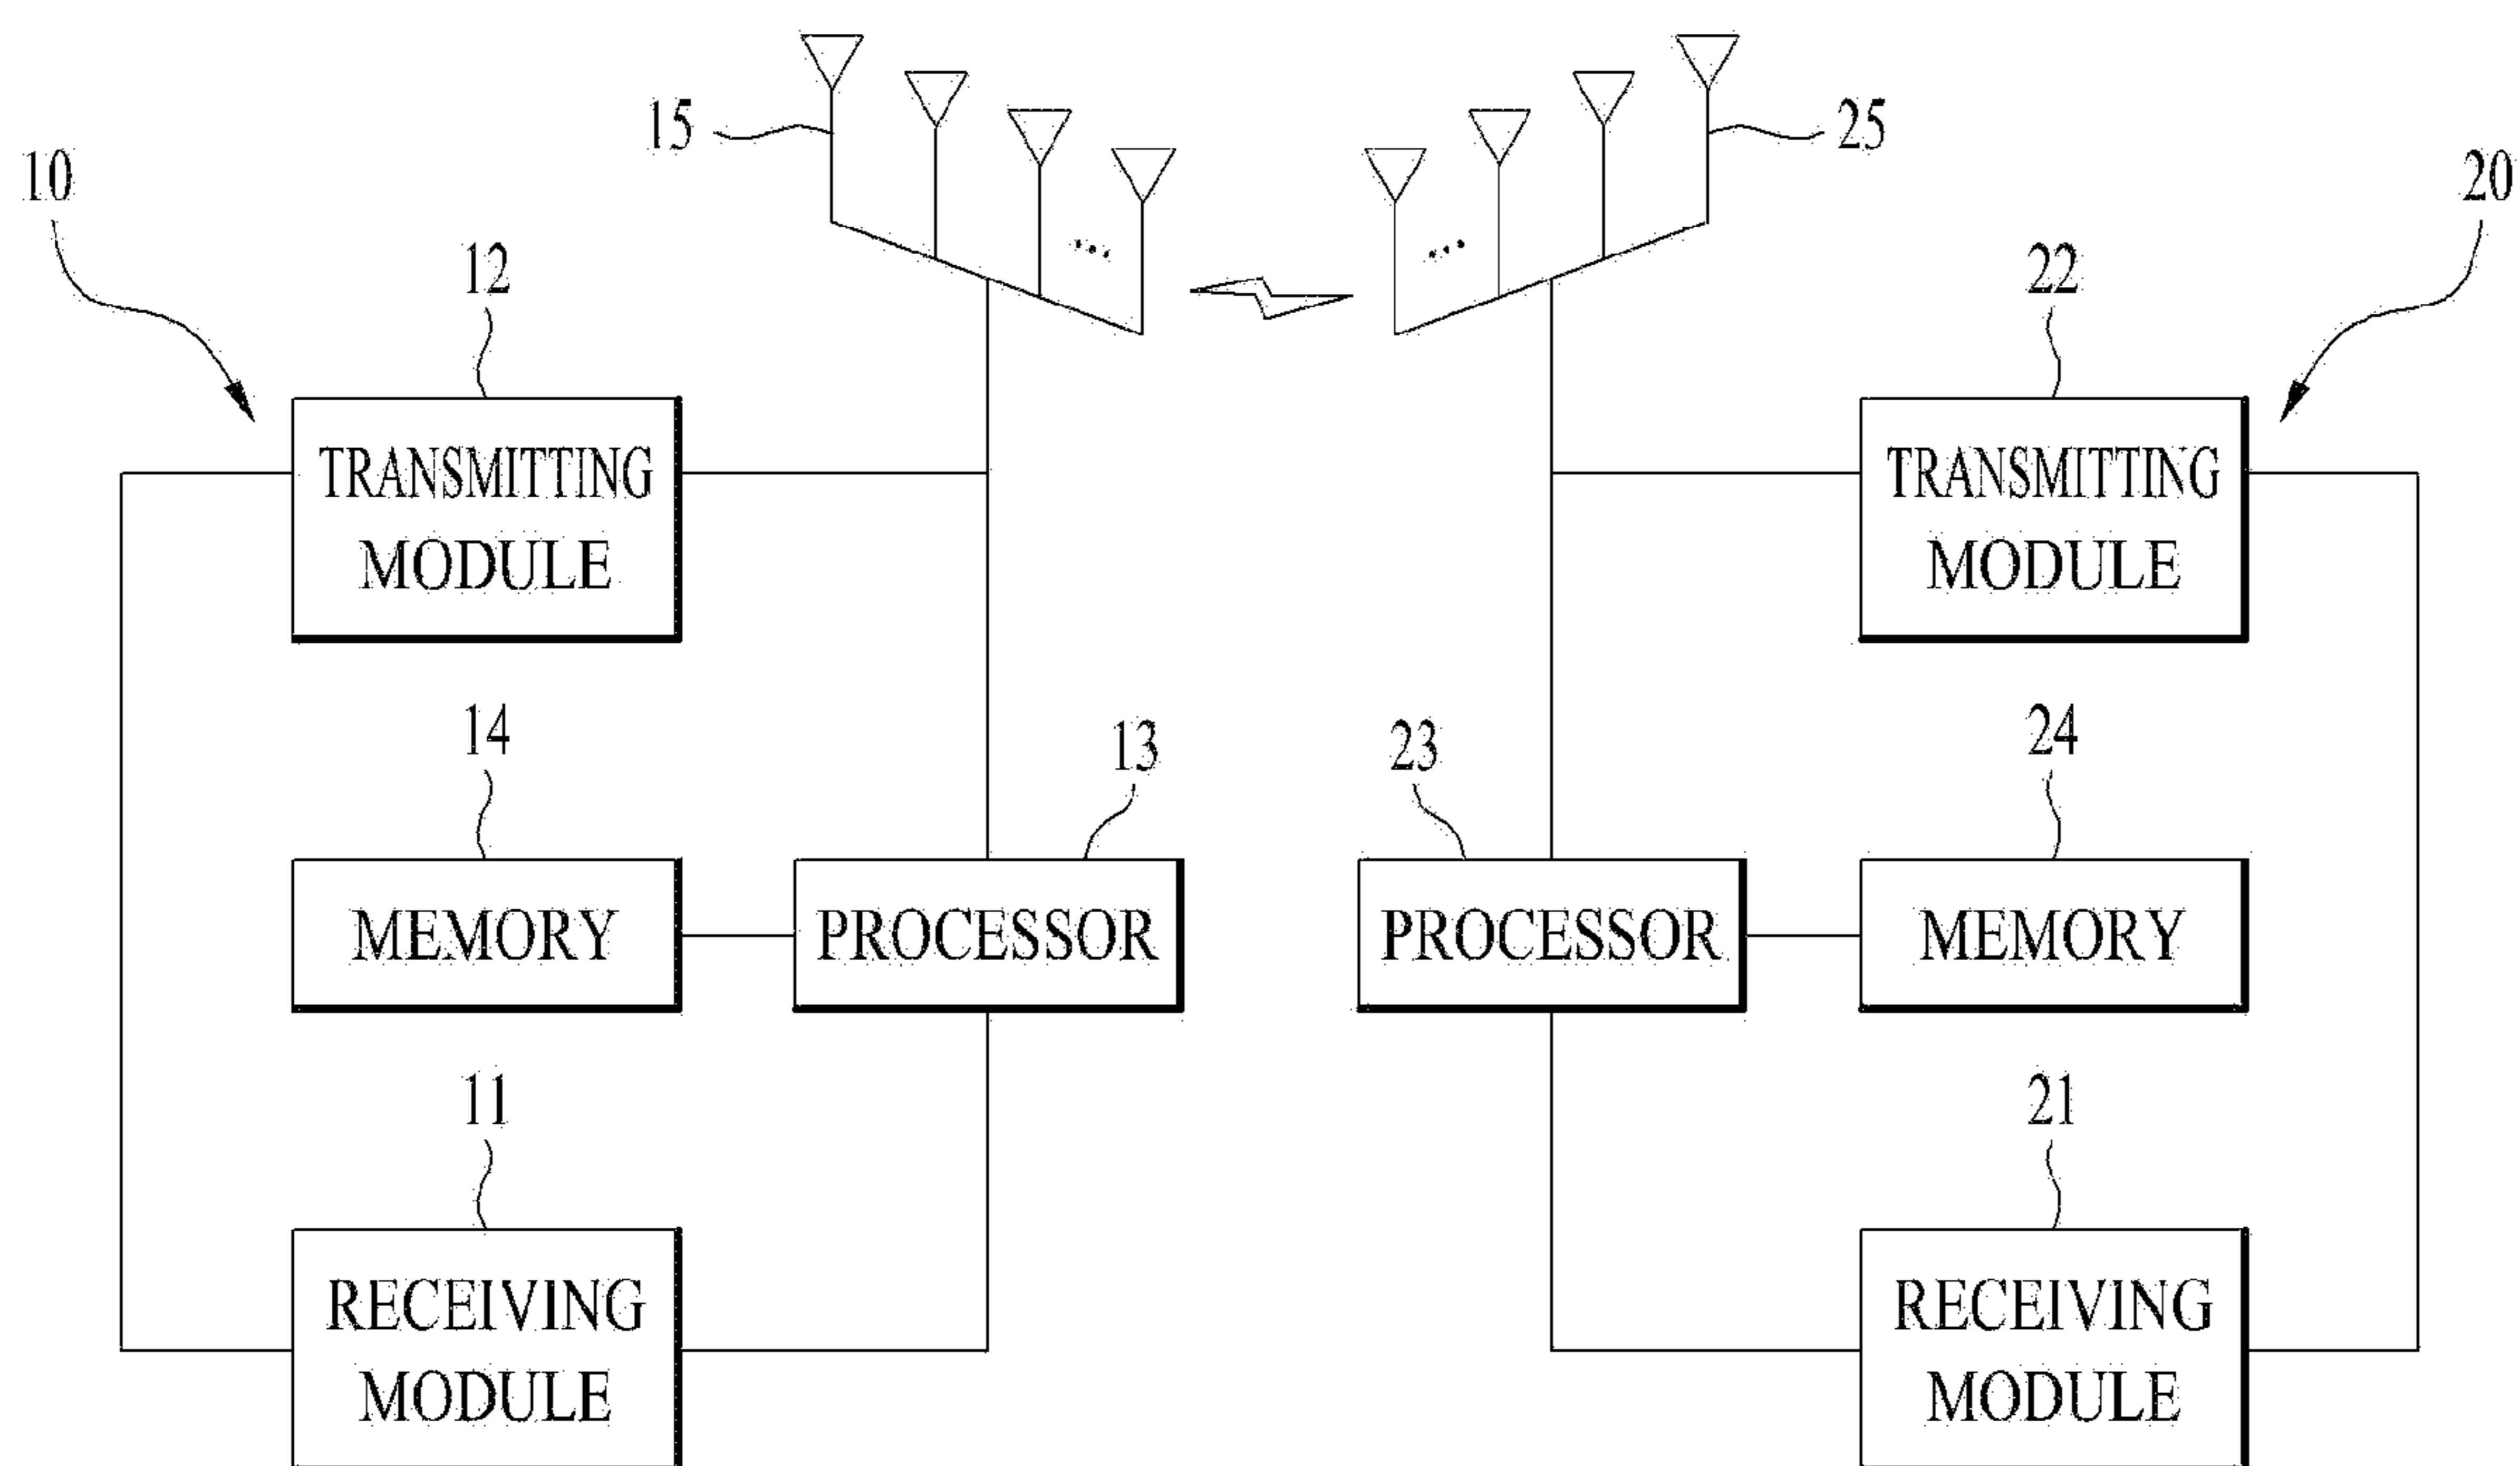 15
25
10
20
12
22
TRANSMITTING
MODULE
TRANSMITTING
MODULE
14
13
23
24
MEMORY
PROCESSOR
PROCESSOR
MEMORY
11
21
RECEIVING
MODULE
RECEIVING
MODULE